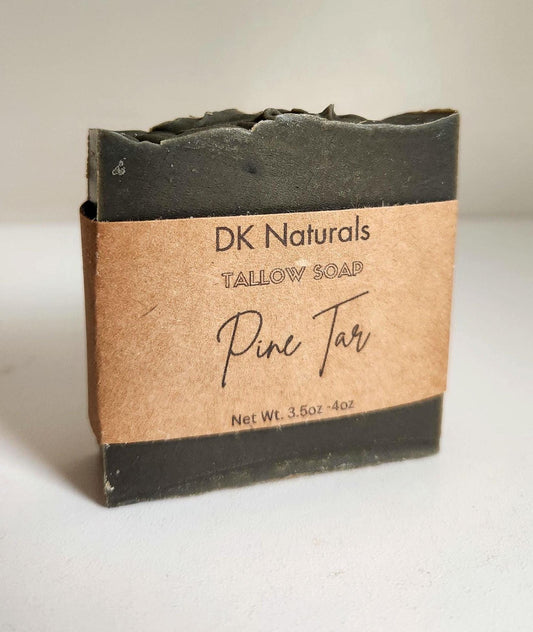 DK Naturals
TALLOW SOAP
Pine Tar
Net Wt. 3.5oz -4oz